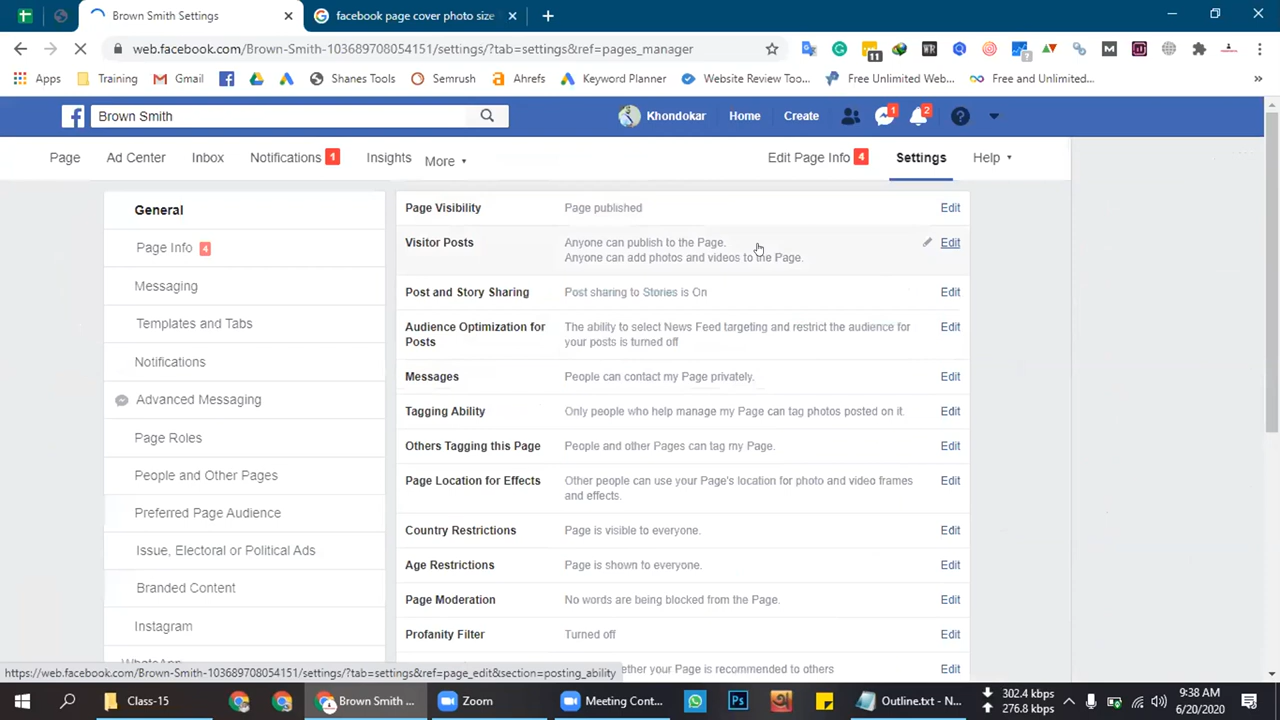 Brown Smith Settings
facebook page cover photo size
web.facebook.com/Brown-Smith-103689708054151/settings/?tab=settings&ref=pages_manager
11
Apps
Training
Gmail
Shanes Tools
Semrush
Ahrefs
Keyword Planner
Website Review Too...
Free Unlimited Web...
Free and Unlimited...
Brown Smith
Khondokar
Home
Create
1
2
Page
Ad Center
Inbox
Notifications 1
Insights
More
Edit Page Info 4
Settings
Help
General
Page Info 4
Messaging
Templates and Tabs
Notifications
Advanced Messaging
Page Roles
People and Other Pages
Preferred Page Audience
Issue, Electoral or Political Ads
Branded Content
Instagram
WhatsApp
Page Visibility Page published Edit
Visitor Posts Anyone can publish to the Page. Edit
Anyone can add photos and videos to the Page.
Post and Story Sharing Post sharing to Stories is On Edit
Audience Optimization for The ability to select News Feed targeting and restrict the audience for Edit
Posts your posts is turned off
Messages People can contact my Page privately. Edit
Tagging Ability Only people who help manage my Page can tag photos posted on it. Edit
Others Tagging this Page People and other Pages can tag my Page. Edit
Page Location for Effects Other people can use your Page's location for photo and video frames Edit
and effects.
Country Restrictions Page is visible to everyone. Edit
Age Restrictions Page is shown to everyone. Edit
Page Moderation No words are being blocked from the Page. Edit
Profanity Filter Turned off Edit
whether your Page is recommended to others Edit
https://web.facebook.com/Brown-Smith-103689708054151/settings/?tab=settings&ref=page_edit&section=posting_ability
Class-15
Brown Smith ...
Zoom
Meeting Cont...
Outline.txt - N...
302.4 kbps
276.8 kbps
9:38 AM
6/20/2020